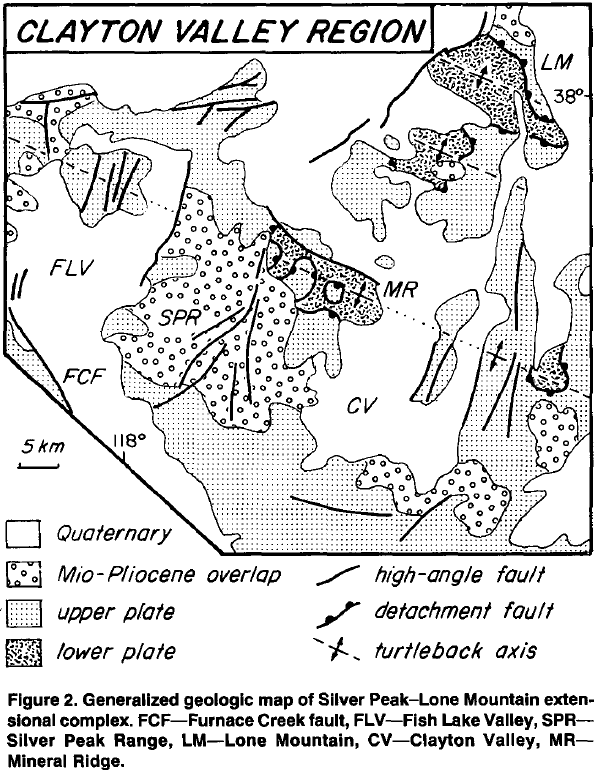 CLAYTON VALLEY REGION
LM
38°
FLV
MR
SPR
FCF
CV
5 km
118°
Quaternary
Mio-Pliocene overlap
high-angle fault
upper plate
detachment fault
lower plate
turtleback axis
Figure 2. Generalized geologic map of Silver Peak–Lone Mountain exten-
sional complex. FCF—Furnace Creek fault, FLV—Fish Lake Valley, SPR—
Silver Peak Range, LM—Lone Mountain, CV—Clayton Valley, MR—
Mineral Ridge.